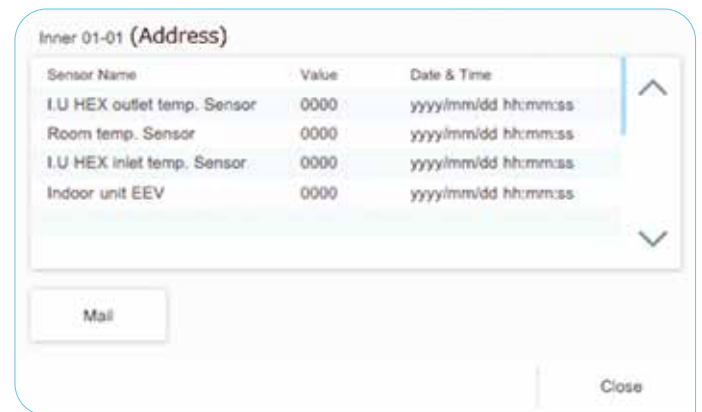 Inner 01-01 (Address)
Sensor Name Value Date & Time
I.U HEX outlet temp. Sensor 0000 yyyy/mm/dd hh:mm:ss
Room temp. Sensor 0000 yyyy/mm/dd hh:mm:ss
I.U HEX inlet temp. Sensor 0000 yyyy/mm/dd hh:mm:ss
Indoor unit EEV 0000 yyyy/mm/dd hh:mm:ss
Mail
Close